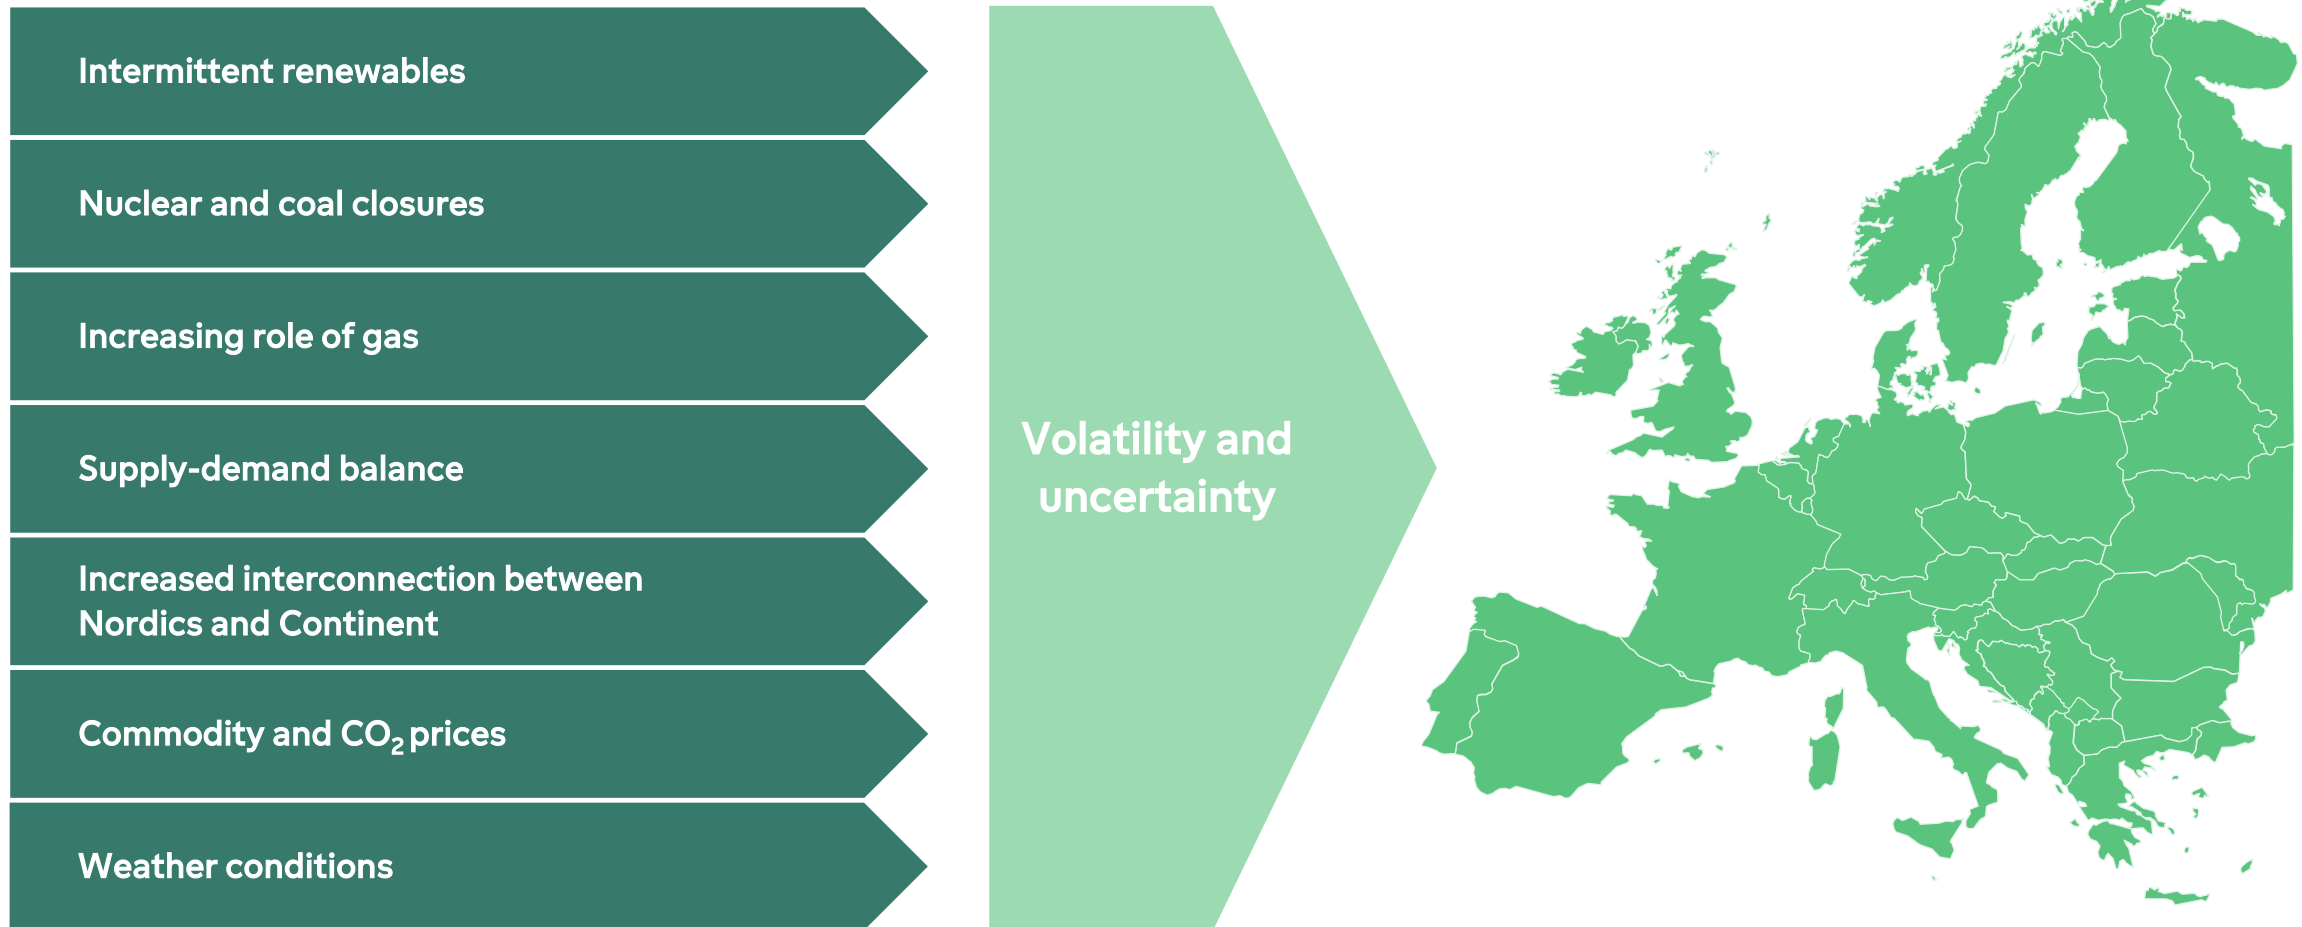 Intermittent renewables
Nuclear and coal closures
Increasing role of gas
Supply-demand balance
Increased interconnection between
Nordics and Continent
Commodity and CO₂ prices
Weather conditions
Volatility and
uncertainty